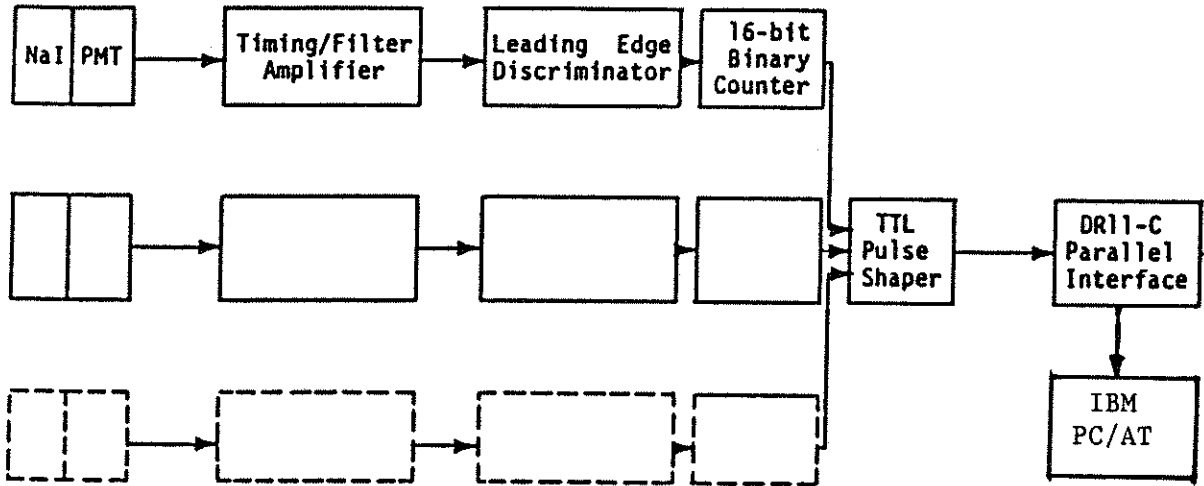 NaI PMT
Timing/Filter
Amplifier
Leading Edge
Discriminator
16-bit
Binary
Counter
TTL
Pulse
Shaper
DR11-C
Parallel
Interface
IBM
PC/AT